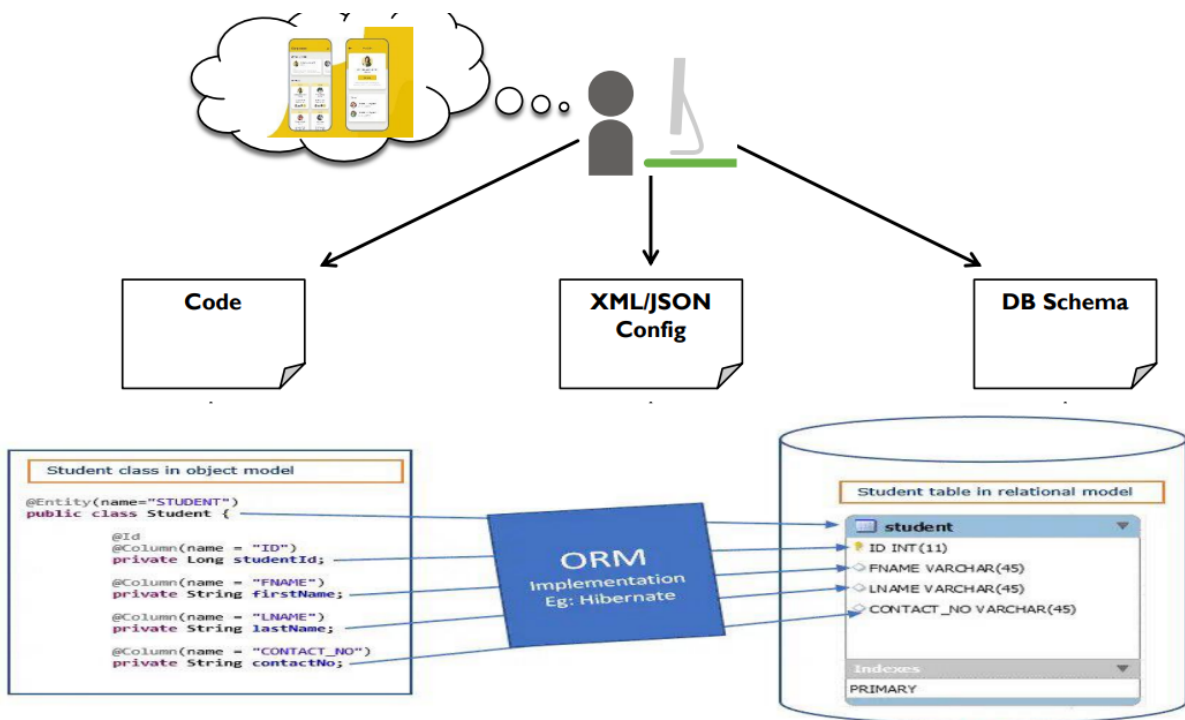 Code
XML/JSON
Config
DB Schema
Student class in object model
@Entity(name="STUDENT")
public class Student {
@Id
@Column(name = "ID")
private Long studentId;
@Column(name = "FNAME")
private String firstName;
@Column(name = "LNAME")
private String lastName;
@Column(name = "CONTACT_NO")
private String contactNo;
ORM
Implementation
Eg: Hibernate
Student table in relational model
student
ID INT(11)
FNAME VARCHAR(45)
LNAME VARCHAR(45)
CONTACT_NO VARCHAR(45)
Indexes
PRIMARY